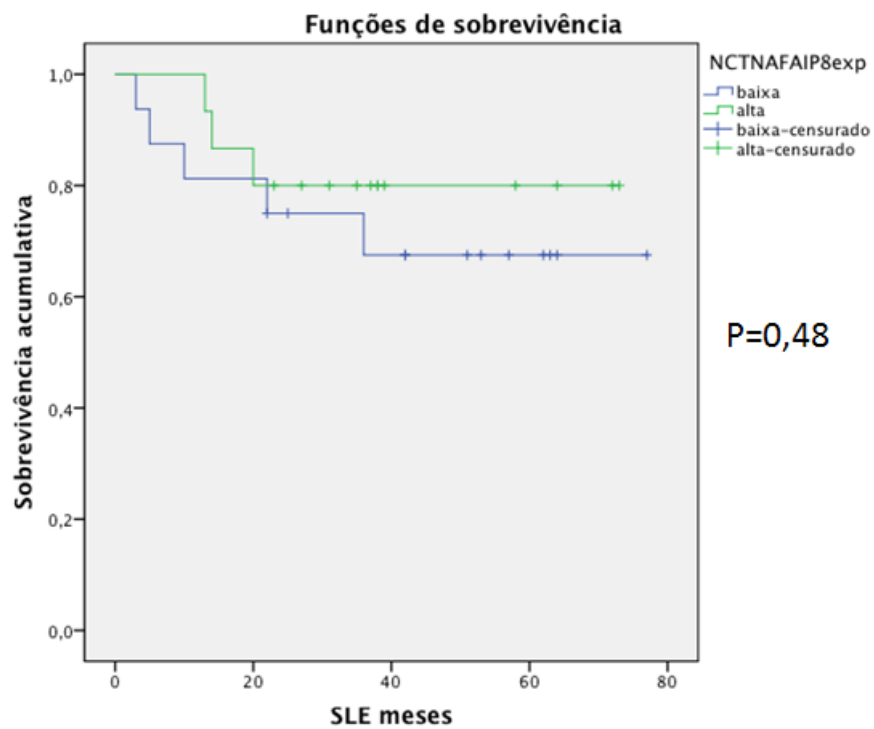 Funções de sobrevivência
NCTNAFAIP8exp
baixa
alta
baixa-censurado
alta-censurado
P=0,48
Sobrevivência acumulativa
1,0
0,8
0,6
0,4
0,2
0,0
0 20 40 60 80
SLE meses